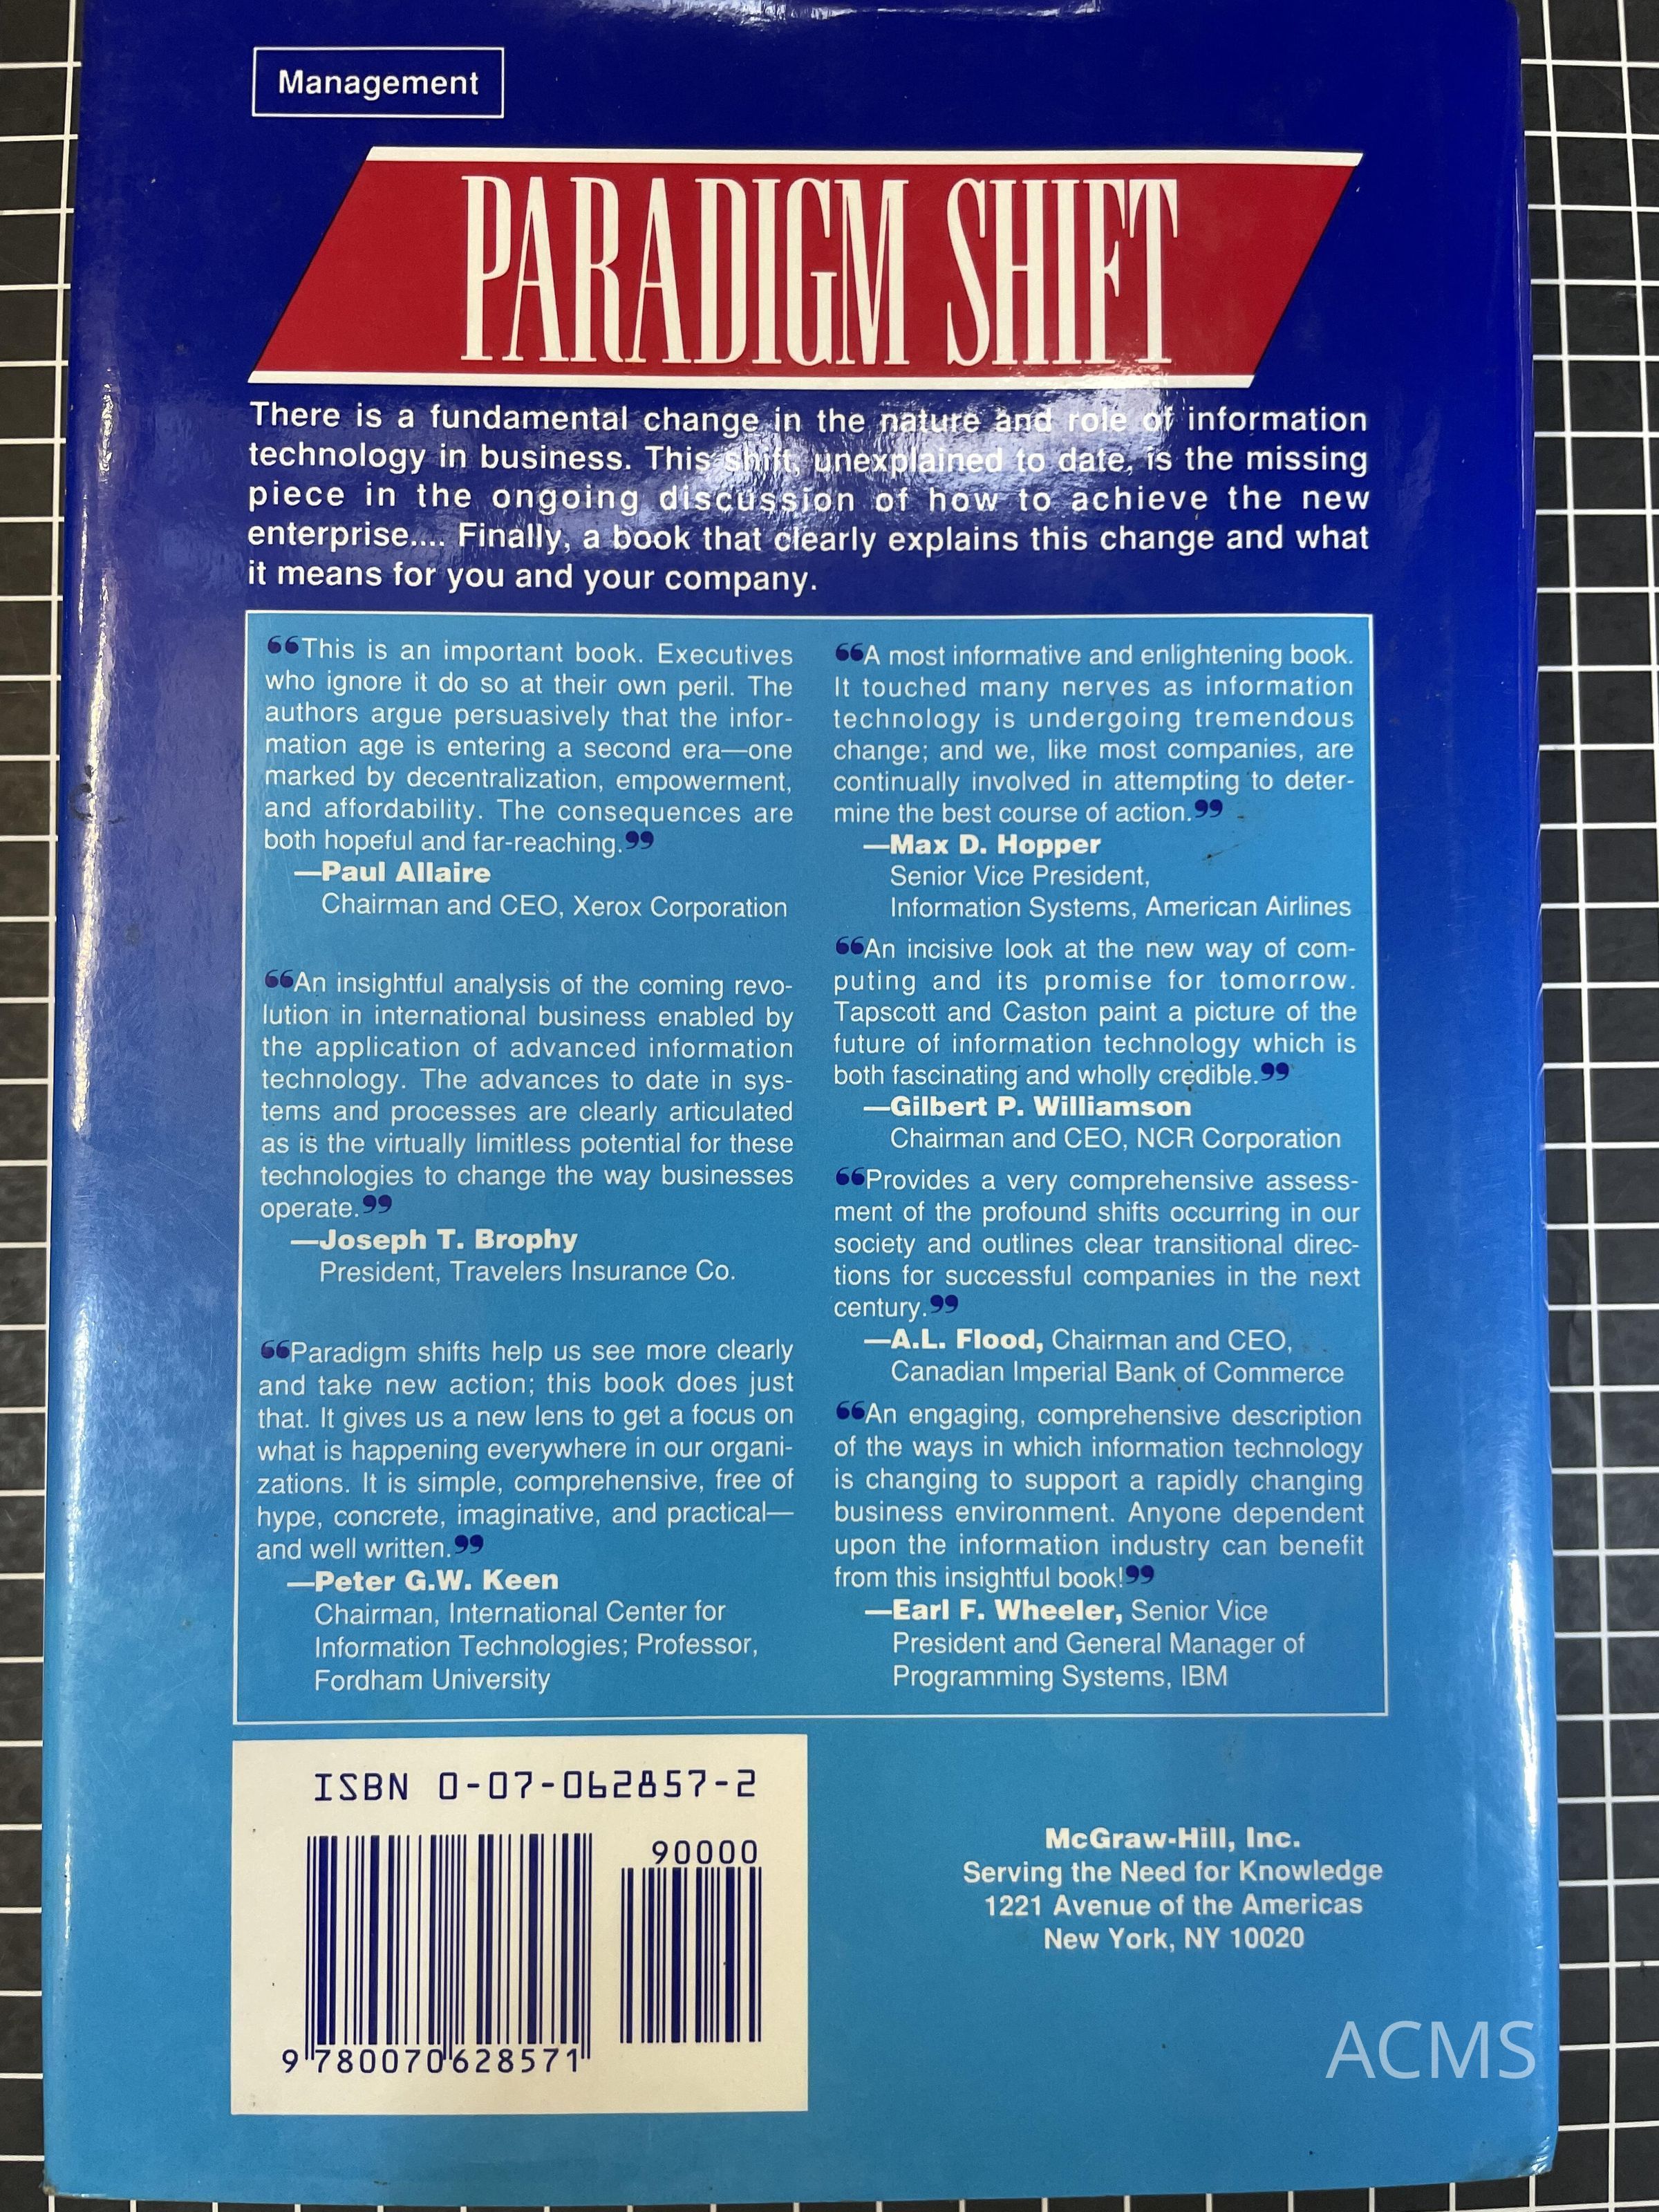 Management
PARADIGM SHIFT
There is a fundamental change in the nature and role of information
technology in business. This shift, unexplained to date, is the missing
piece in the ongoing discussion of how to achieve the new
enterprise.... Finally, a book that clearly explains this change and what
it means for you and your company.
“This is an important book. Executives
who ignore it do so at their own peril. The
authors argue persuasively that the infor-
mation age is entering a second era—one
marked by decentralization, empowerment,
and affordability. The consequences are
both hopeful and far-reaching.”
—Paul Allaire
Chairman and CEO, Xerox Corporation
“An insightful analysis of the coming revo-
lution in international business enabled by
the application of advanced information
technology. The advances to date in sys-
tems and processes are clearly articulated
as is the virtually limitless potential for these
technologies to change the way businesses
operate.”
—Joseph T. Brophy
President, Travelers Insurance Co.
“Paradigm shifts help us see more clearly
and take new action; this book does just
that. It gives us a new lens to get a focus on
what is happening everywhere in our organi-
zations. It is simple, comprehensive, free of
hype, concrete, imaginative, and practical—
and well written.”
—Peter G.W. Keen
Chairman, International Center for
Information Technologies; Professor,
Fordham University
“A most informative and enlightening book.
It touched many nerves as information
technology is undergoing tremendous
change; and we, like most companies, are
continually involved in attempting to deter-
mine the best course of action.”
—Max D. Hopper
Senior Vice President,
Information Systems, American Airlines
“An incisive look at the new way of com-
puting and its promise for tomorrow.
Tapscott and Caston paint a picture of the
future of information technology which is
both fascinating and wholly credible.”
—Gilbert P. Williamson
Chairman and CEO, NCR Corporation
“Provides a very comprehensive assess-
ment of the profound shifts occurring in our
society and outlines clear transitional direc-
tions for successful companies in the next
century.”
—A.L. Flood, Chairman and CEO,
Canadian Imperial Bank of Commerce
“An engaging, comprehensive description
of the ways in which information technology
is changing to support a rapidly changing
business environment. Anyone dependent
upon the information industry can benefit
from this insightful book!”
—Earl F. Wheeler, Senior Vice
President and General Manager of
Programming Systems, IBM
ISBN 0-07-062857-2
90000
9 780070 628571
McGraw-Hill, Inc.
Serving the Need for Knowledge
1221 Avenue of the Americas
New York, NY 10020
ACMS